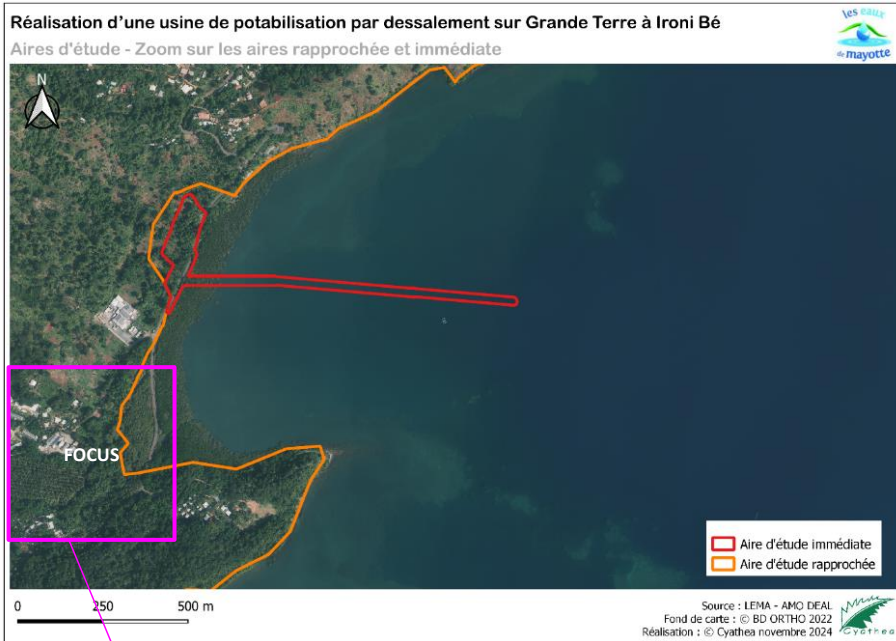 Réalisation d'une usine de potabilisation par dessalement sur Grande Terre à Ironi Bé
Aires d'étude - Zoom sur les aires rapprochée et immédiate
les eaux
de mayotte
N
FOCUS
Aire d'étude immédiate
Aire d'étude rapprochée
0 250 500 m
Source : LEMA - AMO DEAL
Fond de carte : © BD ORTHO 2022
Réalisation : © Cyathea novembre 2024
Cyathea